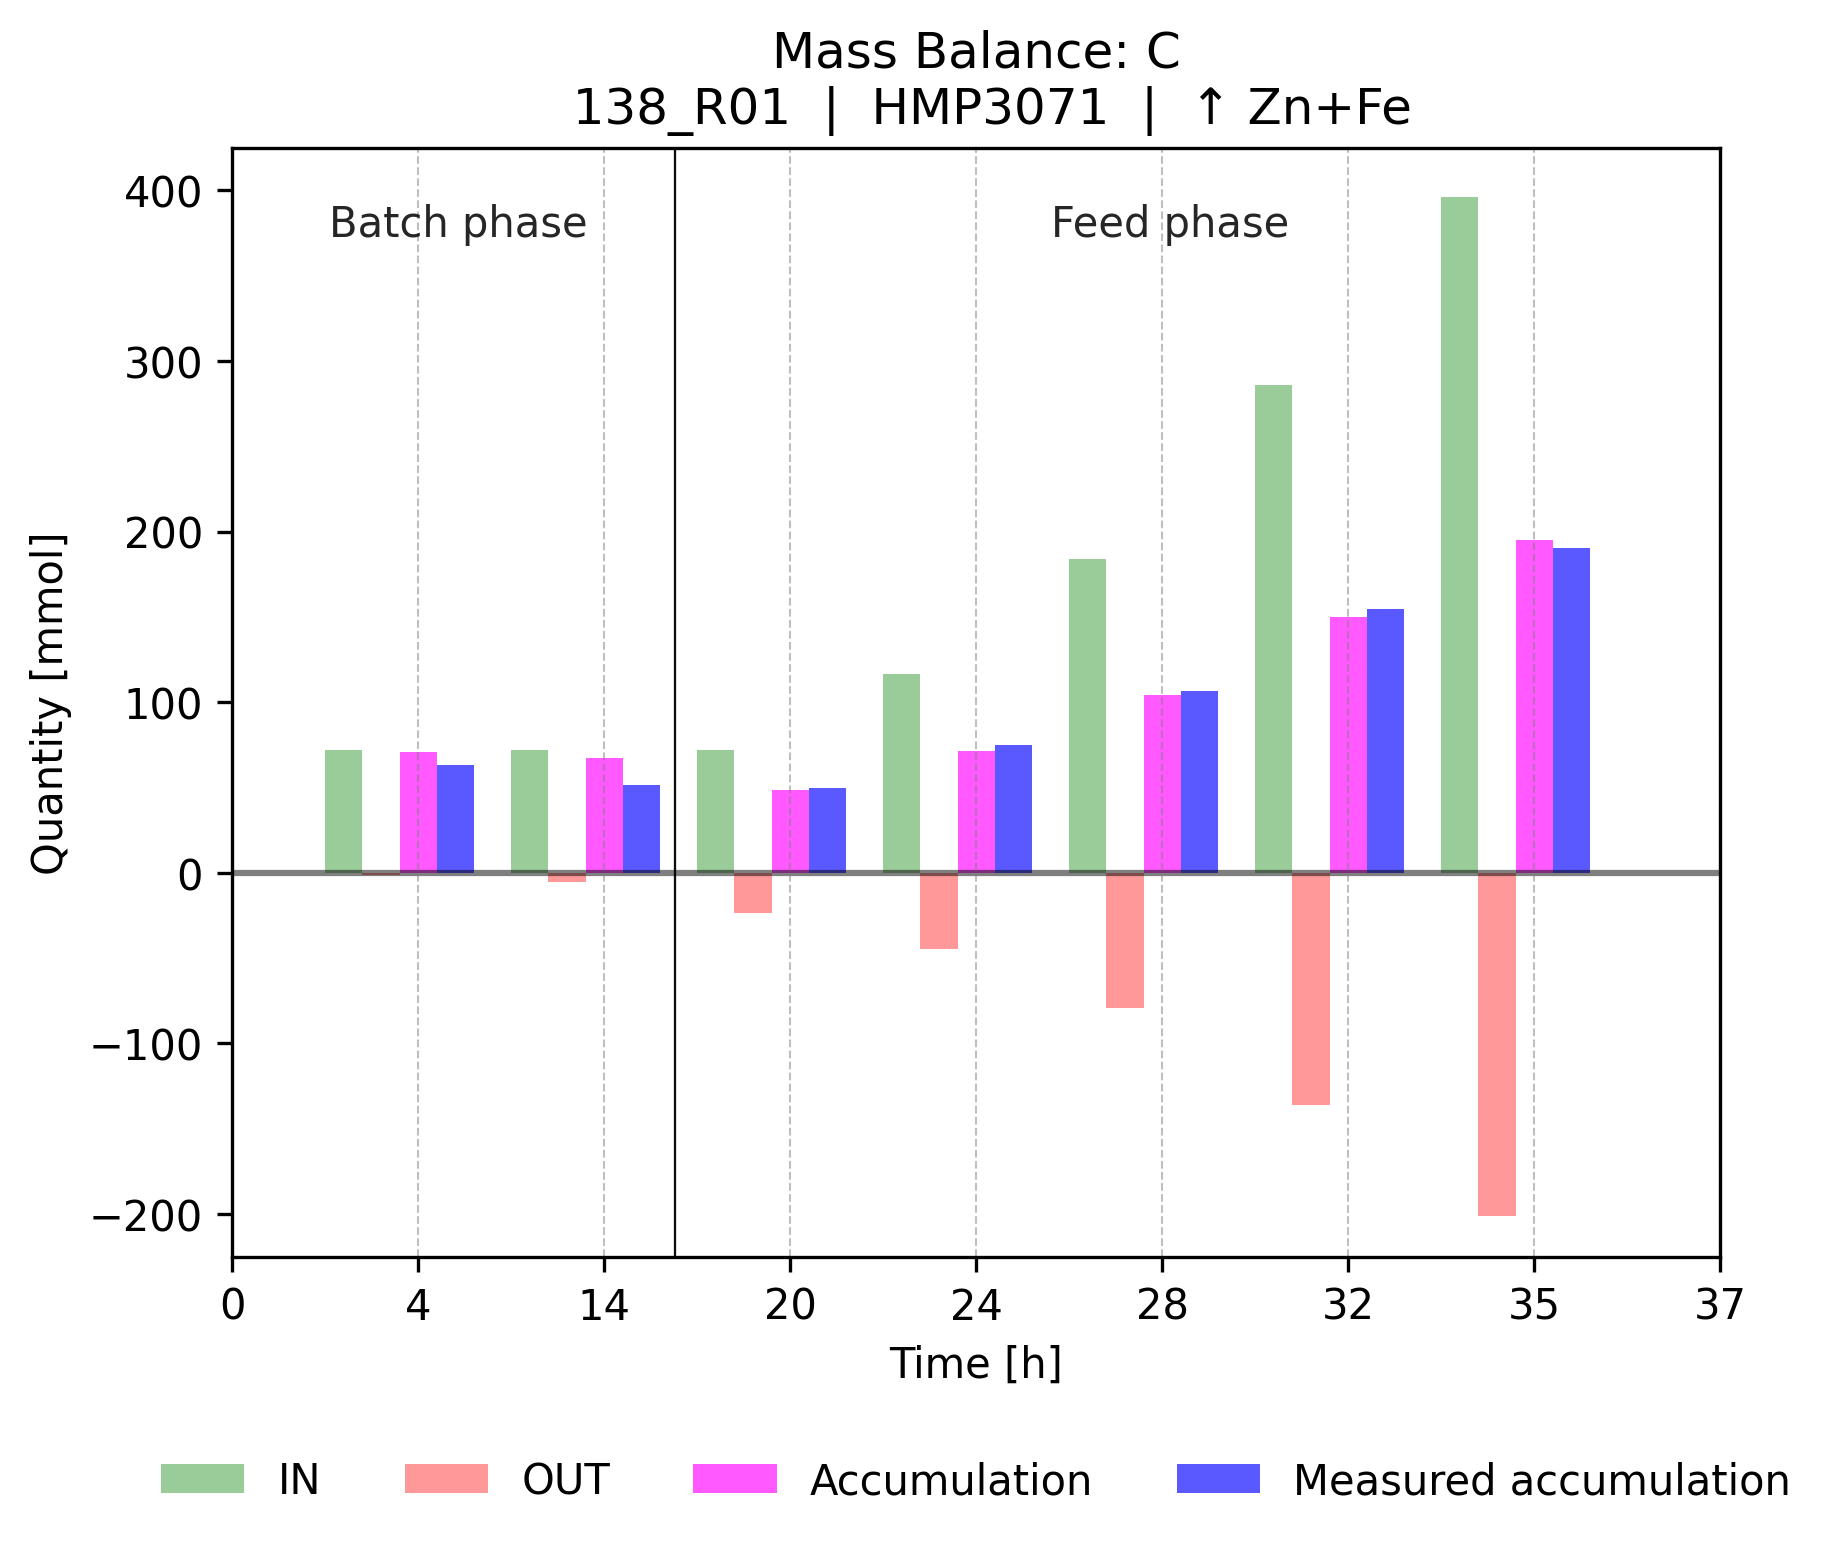 Mass Balance: C
138_R01 | HMP3071 | ↑ Zn+Fe
Batch phase
Feed phase
400
300
200
100
0
−100
−200
Quantity [mmol]
0 4 14 20 24 28 32 35 37
Time [h]
IN OUT Accumulation Measured accumulation